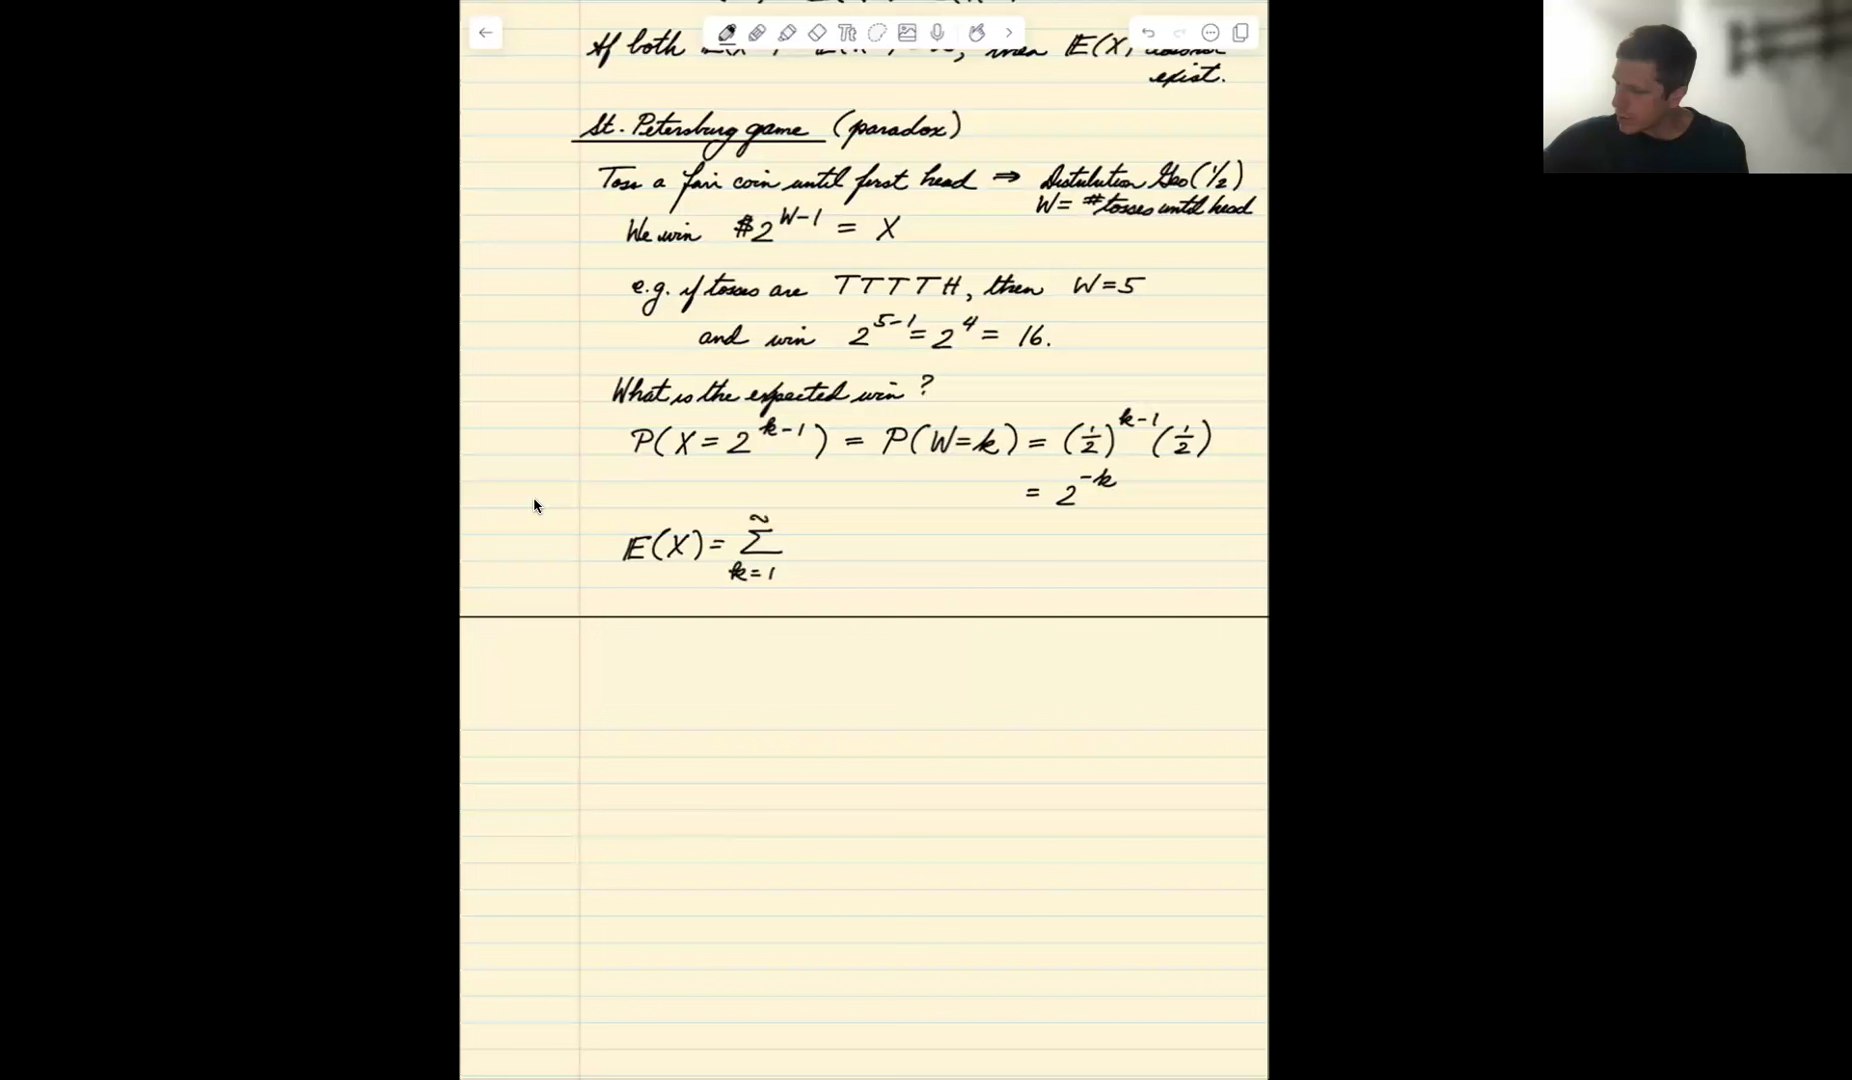 If both , then E(X)
exist.
St. Petersburg game (paradox)
Toss a fair coin until first head ⇒ Distribution Geo(1/2)
W = # tosses until head
We win $2^{W-1} = X
e.g. if tosses are TTTTH, then W=5
and win 2^{5-1} = 2^4 = 16.
What is the expected win?
P(X = 2^{k-1}) = P(W=k) = (1/2)^{k-1} (1/2)
= 2^{-k}
E(X) = ∑_{k=1}^{∞}